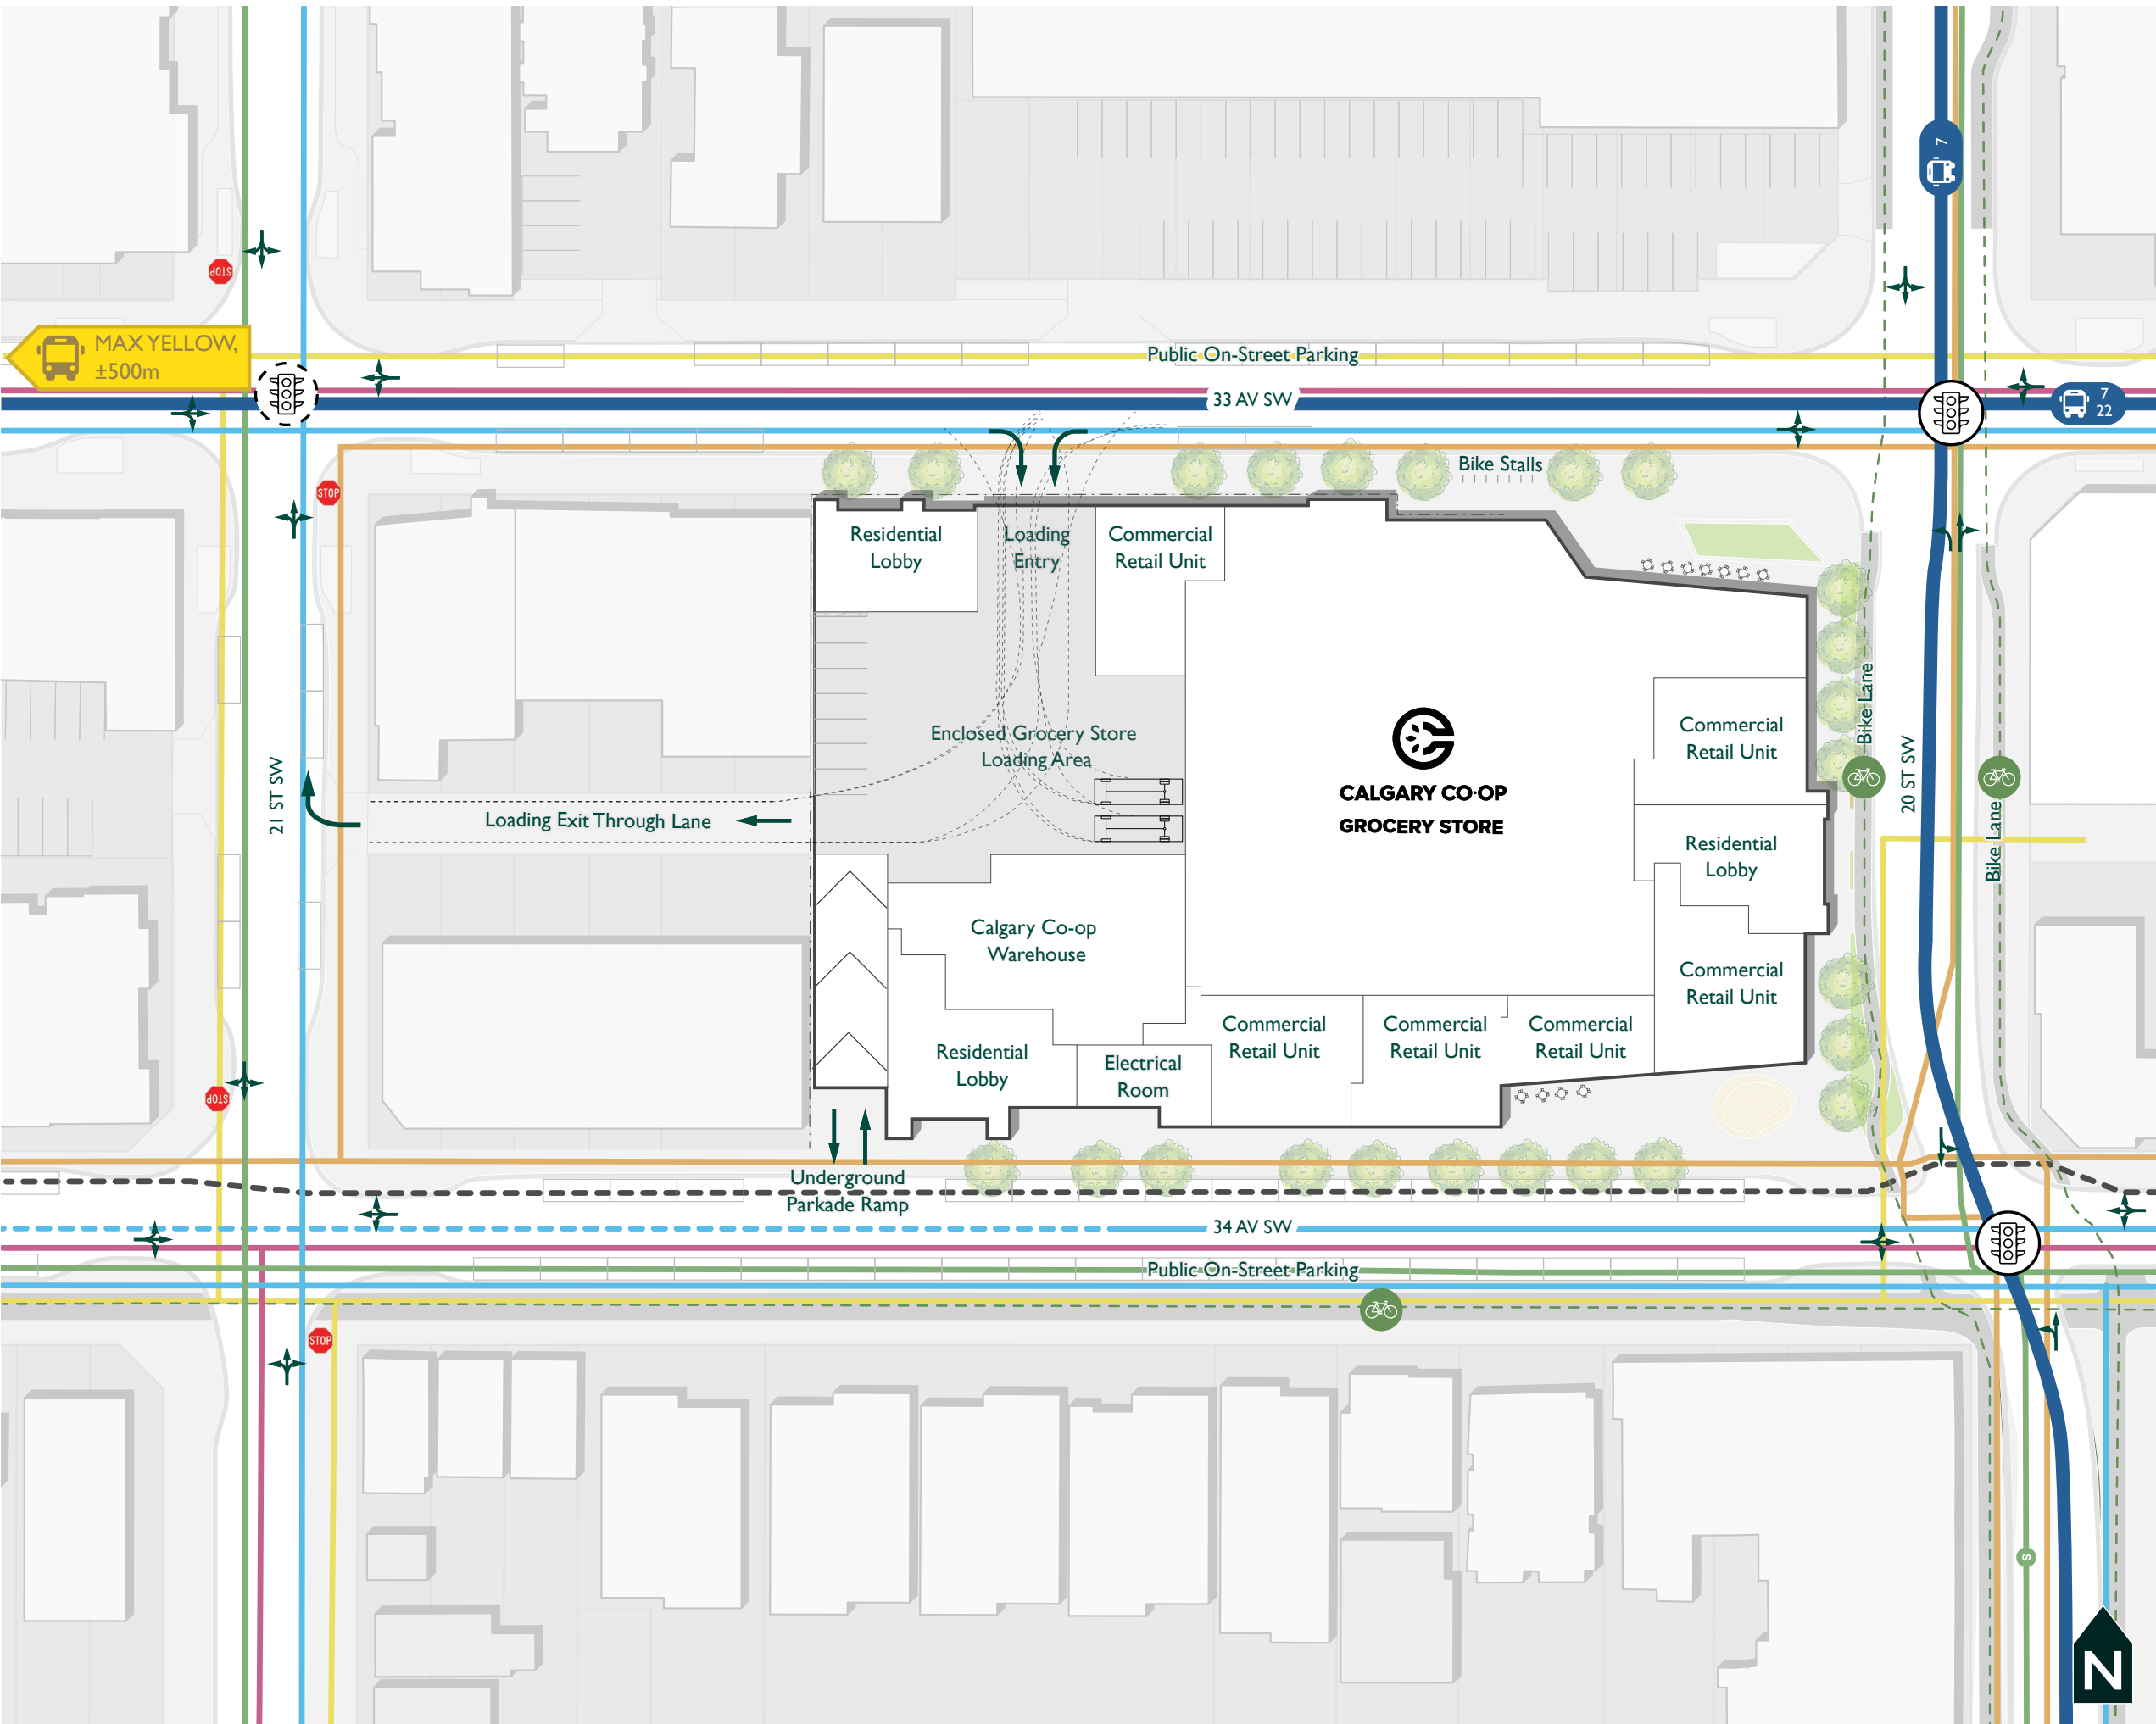 7
STOP
MAX YELLOW,
±500m
Public On-Street Parking
33 AV SW
7
22
Bike Stalls
STOP
Residential
Lobby
Loading
Entry
Commercial
Retail Unit
Enclosed Grocery Store
Loading Area
Commercial
Retail Unit
Bike Lane
20 ST SW
21 ST SW
CALGARY CO·OP
GROCERY STORE
Loading Exit Through Lane
Residential
Lobby
Bike Lane
Calgary Co-op
Warehouse
Commercial
Retail Unit
Commercial
Retail Unit
Commercial
Retail Unit
Commercial
Retail Unit
Residential
Lobby
Electrical
Room
STOP
Underground
Parkade Ramp
34 AV SW
Public On-Street Parking
STOP
S
N